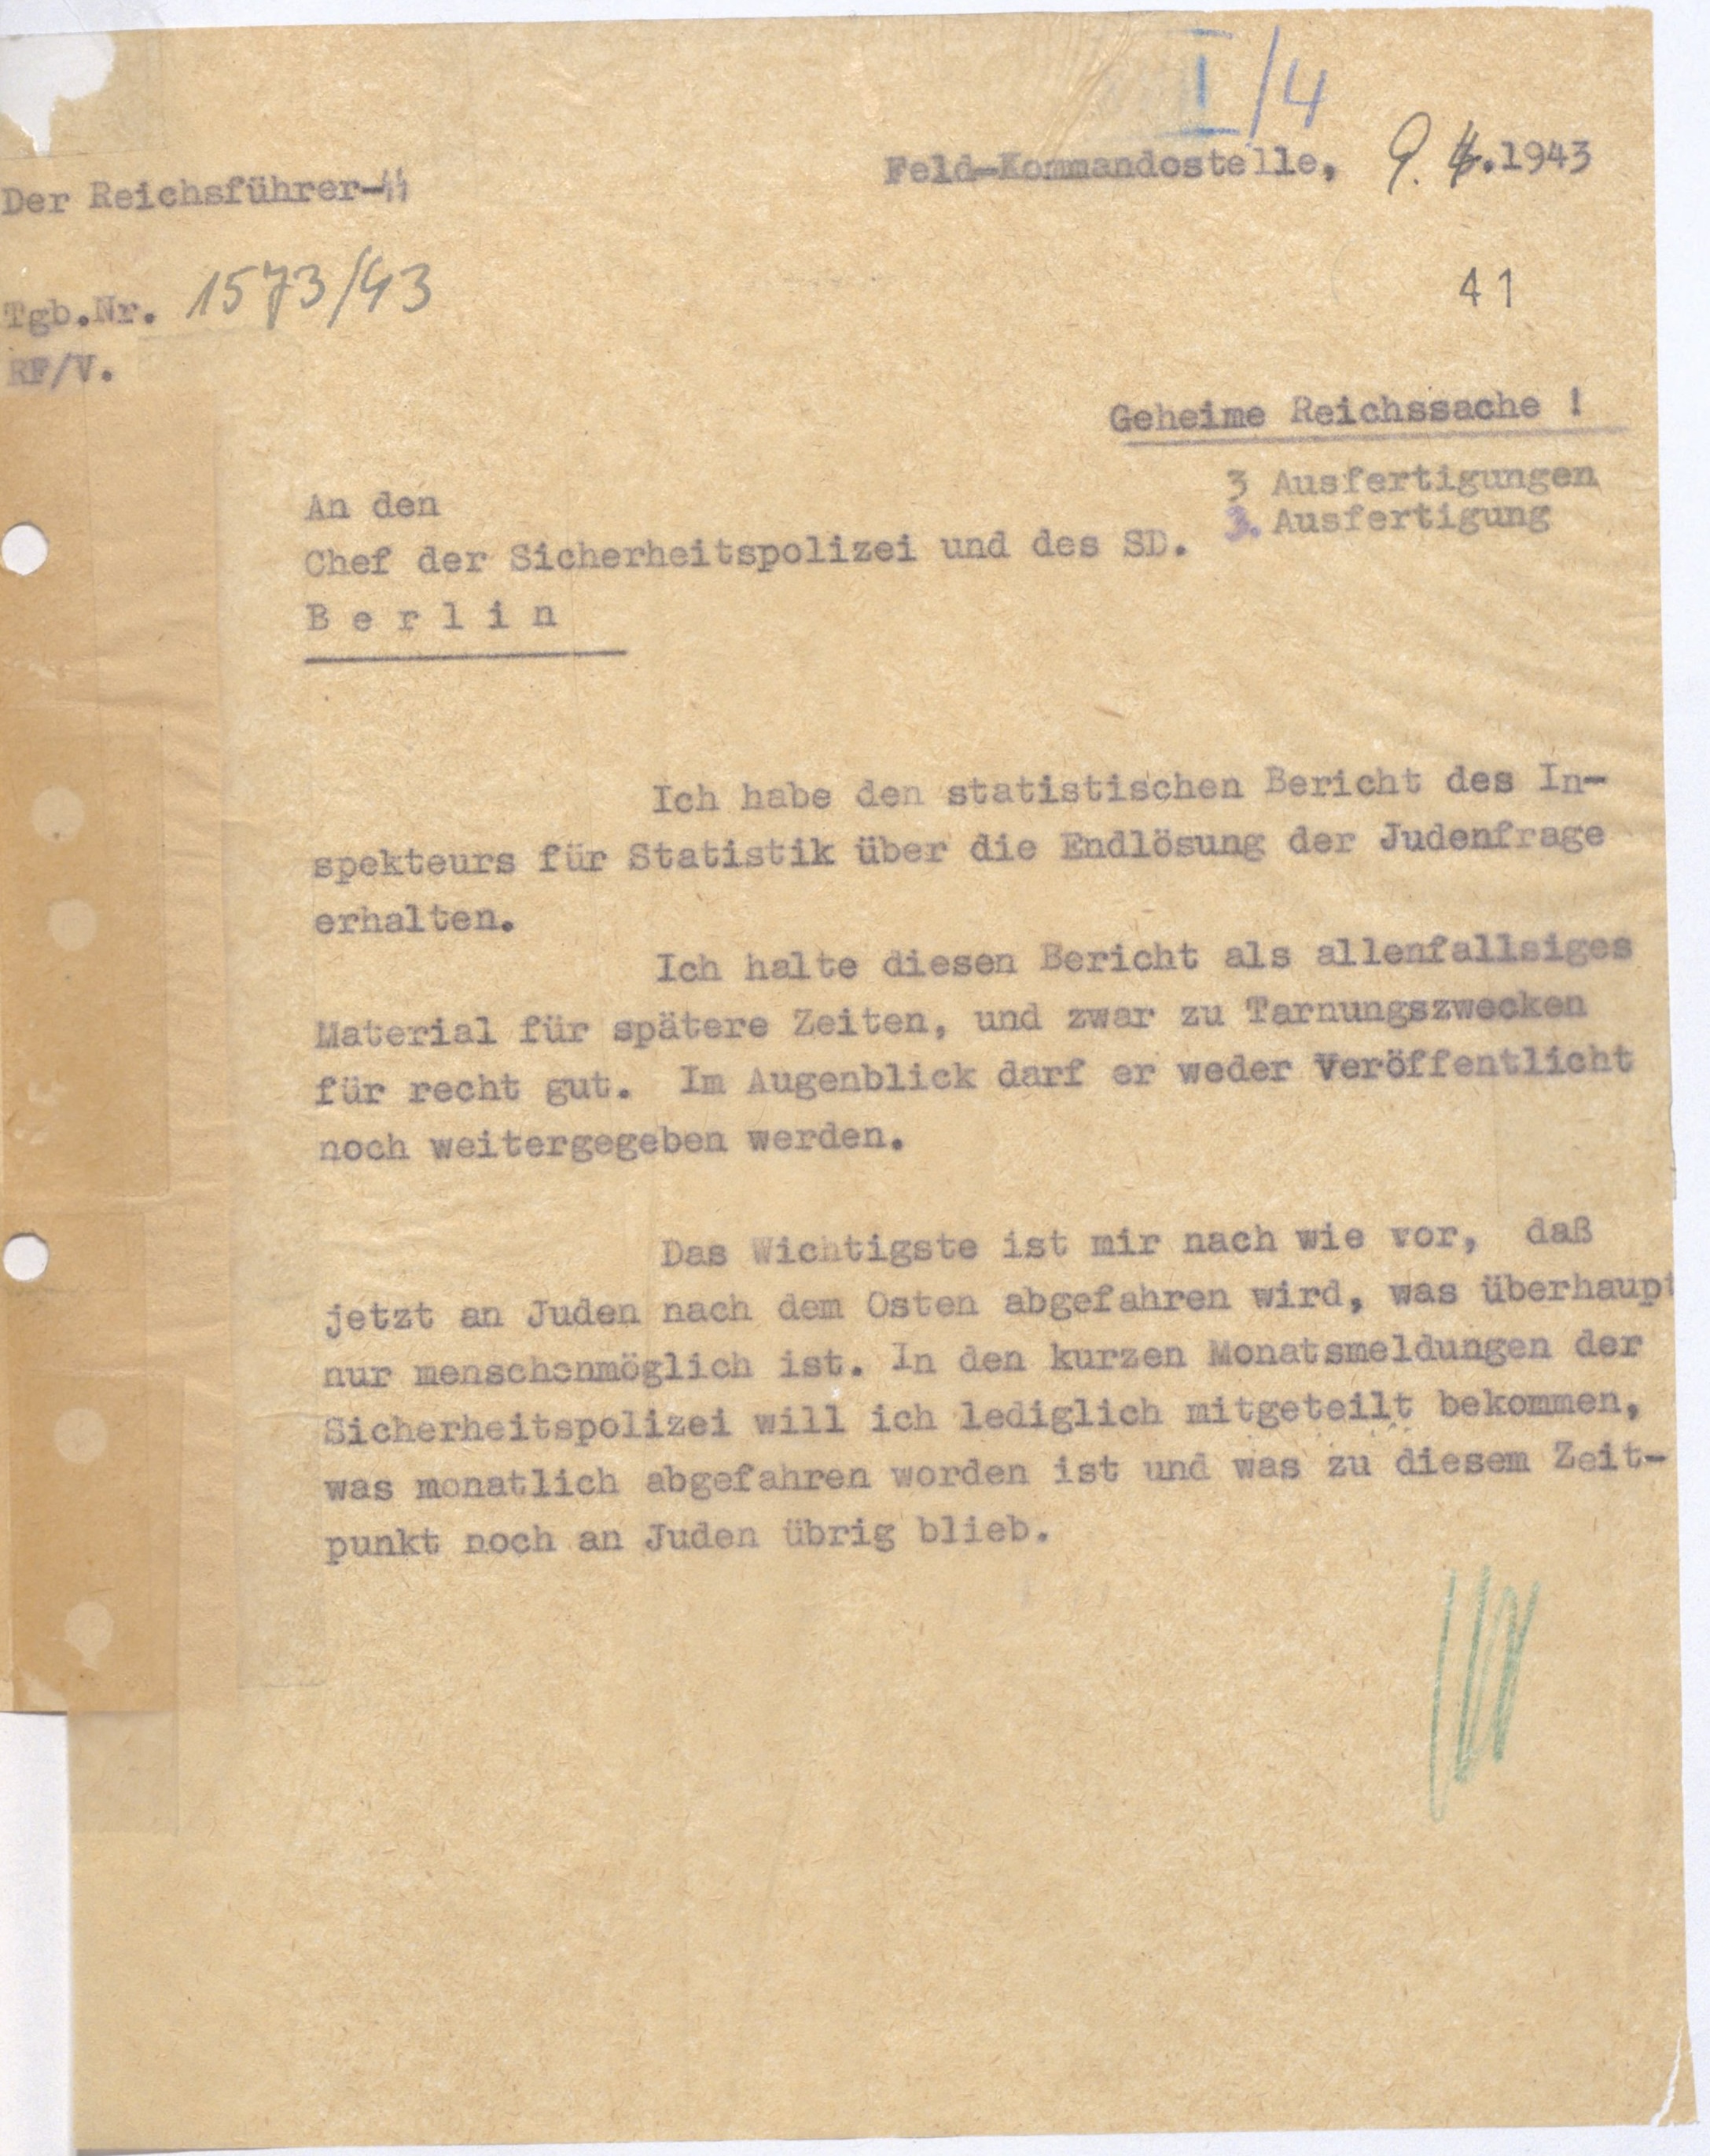 I/4
Feld-Kommandostelle, 9. 4.1943
Der Reichsführer-SS
41
Tgb.Nr. 1573/43
RF/V.
Geheime Reichssache !
3 Ausfertigungen
3. Ausfertigung
An den
Chef der Sicherheitspolizei und des SD.
B e r l i n
Ich habe den statistischen Bericht des In-
spekteurs für Statistik über die Endlösung der Judenfrage
erhalten.
Ich halte diesen Bericht als allenfallsiges
Material für spätere Zeiten, und zwar zu Tarnungszwecken
für recht gut. Im Augenblick darf er weder veröffentlicht
noch weitergegeben werden.
Das Wichtigste ist mir nach wie vor, daß
jetzt an Juden nach dem Osten abgefahren wird, was überhaupt
nur menschenmöglich ist. In den kurzen Monatsmeldungen der
Sicherheitspolizei will ich lediglich mitgeteilt bekommen,
was monatlich abgefahren worden ist und was zu diesem Zeit-
punkt noch an Juden übrig blieb.